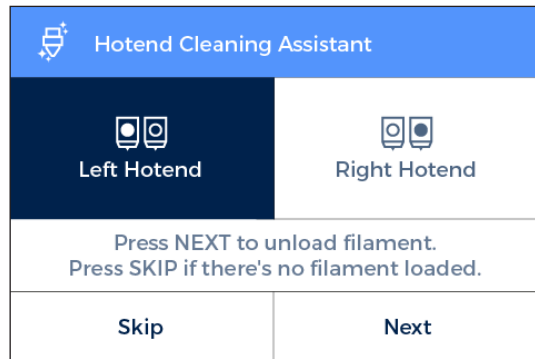 Hotend Cleaning Assistant
Left Hotend
Right Hotend
Press NEXT to unload filament.
Press SKIP if there's no filament loaded.
Skip
Next